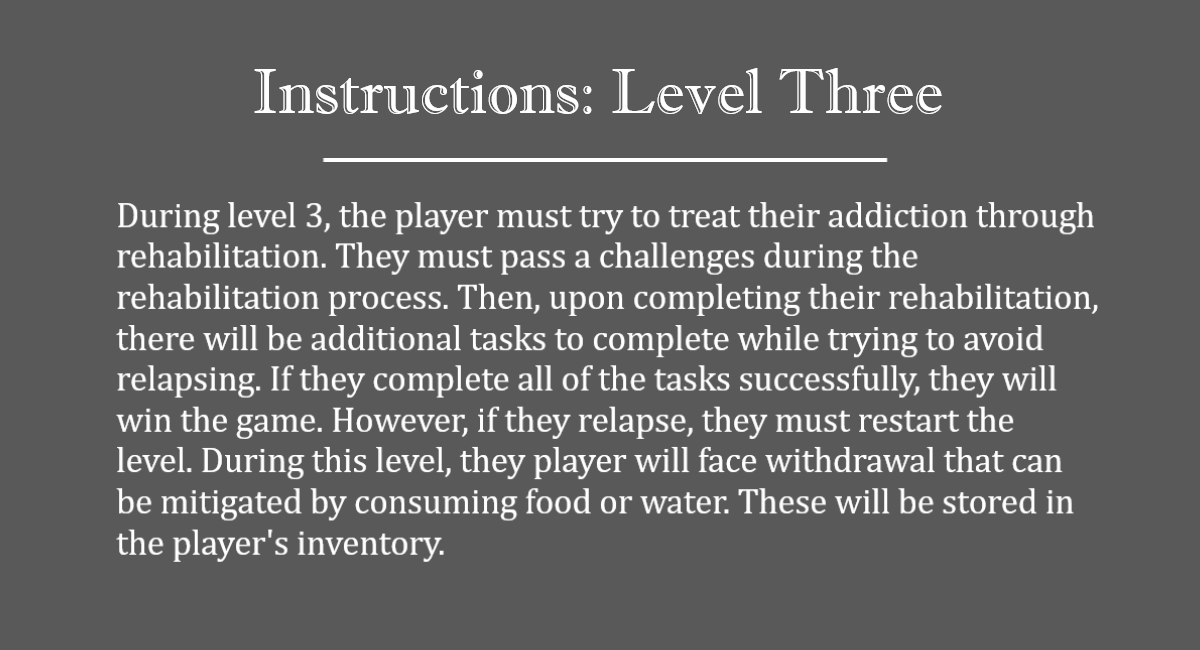 Instructions: Level Three
During level 3, the player must try to treat their addiction through
rehabilitation. They must pass a challenges during the
rehabilitation process. Then, upon completing their rehabilitation,
there will be additional tasks to complete while trying to avoid
relapsing. If they complete all of the tasks successfully, they will
win the game. However, if they relapse, they must restart the
level. During this level, they player will face withdrawal that can
be mitigated by consuming food or water. These will be stored in
the player's inventory.